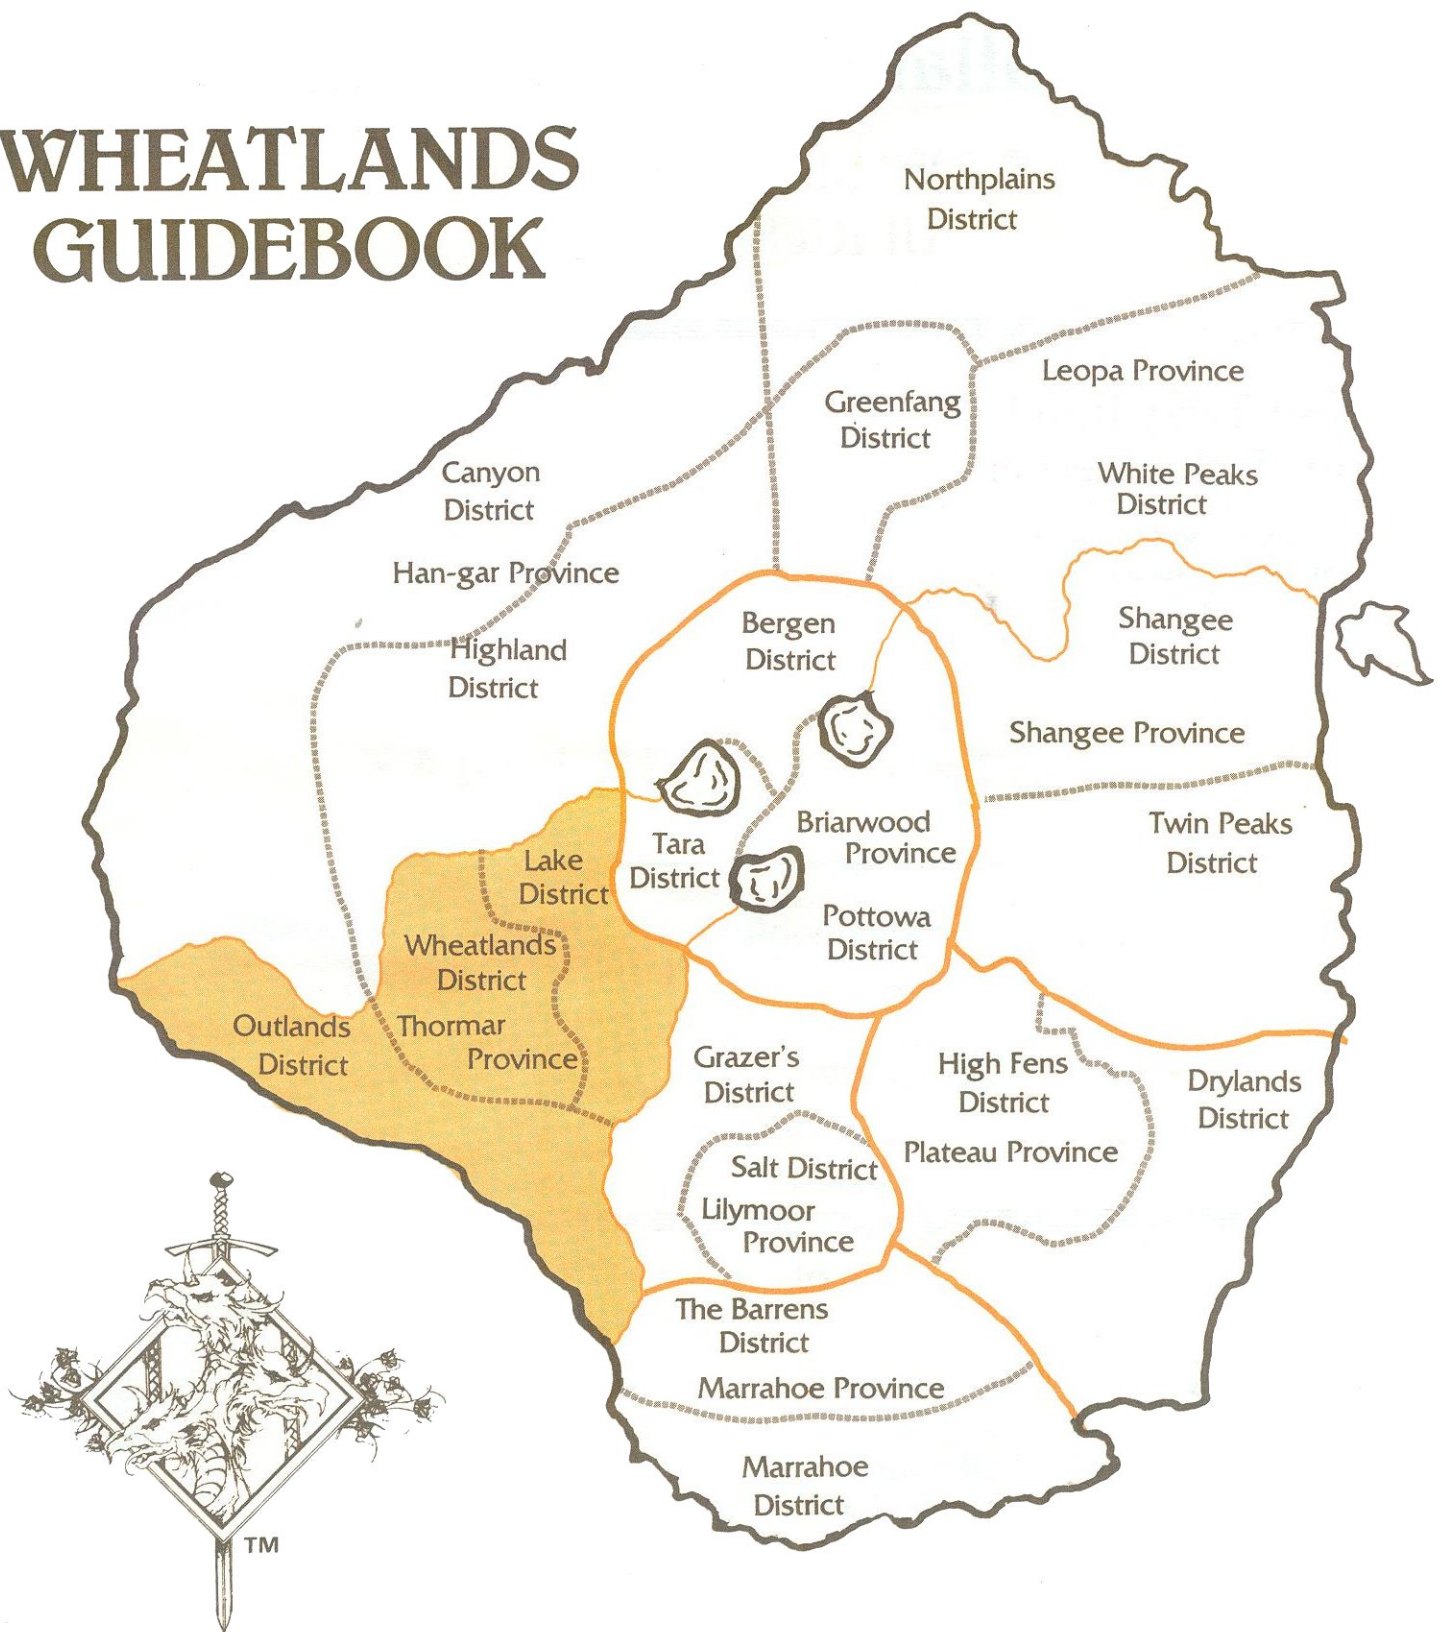 WHEATLANDS
GUIDEBOOK
Northplains
District
Leopa Province
Greenfang
District
White Peaks
District
Canyon
District
Han-gar Province
Highland
District
Bergen
District
Shangee
District
Shangee Province
Twin Peaks
District
Briarwood
Province
Tara
District
Lake
District
Pottowa
District
Wheatlands
District
Outlands
District
Thormar
Province
Grazer's
District
High Fens
District
Drylands
District
Plateau Province
Salt District
Lilymoor
Province
The Barrens
District
Marrahoe Province
Marrahoe
District
TM